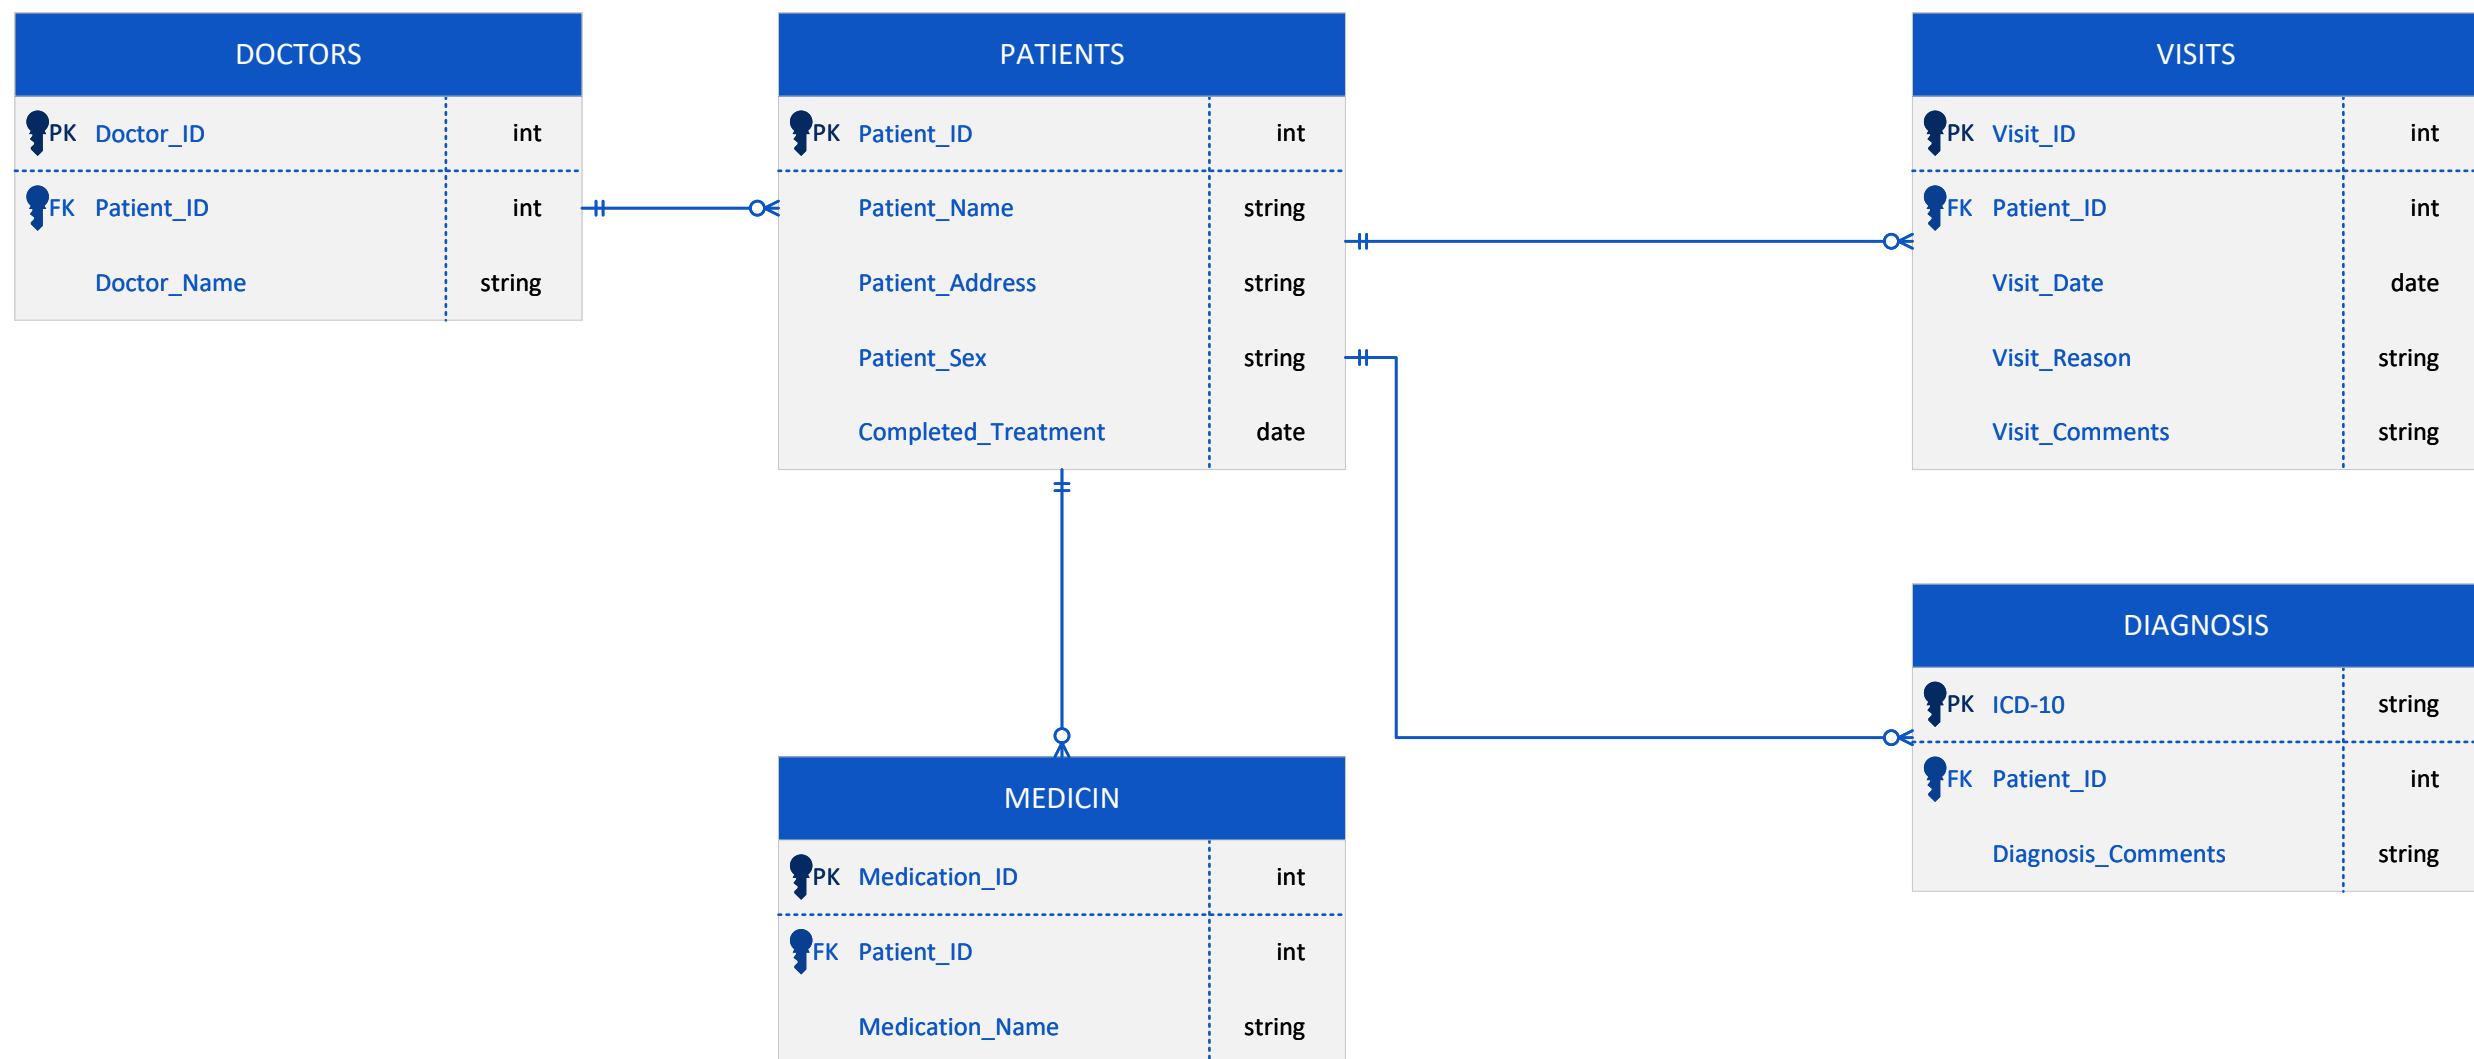 DOCTORS
PK Doctor_ID int
FK Patient_ID int
Doctor_Name string
PATIENTS
PK Patient_ID int
Patient_Name string
Patient_Address string
Patient_Sex string
Completed_Treatment date
VISITS
PK Visit_ID int
FK Patient_ID int
Visit_Date date
Visit_Reason string
Visit_Comments string
MEDICIN
PK Medication_ID int
FK Patient_ID int
Medication_Name string
DIAGNOSIS
PK ICD-10 string
FK Patient_ID int
Diagnosis_Comments string